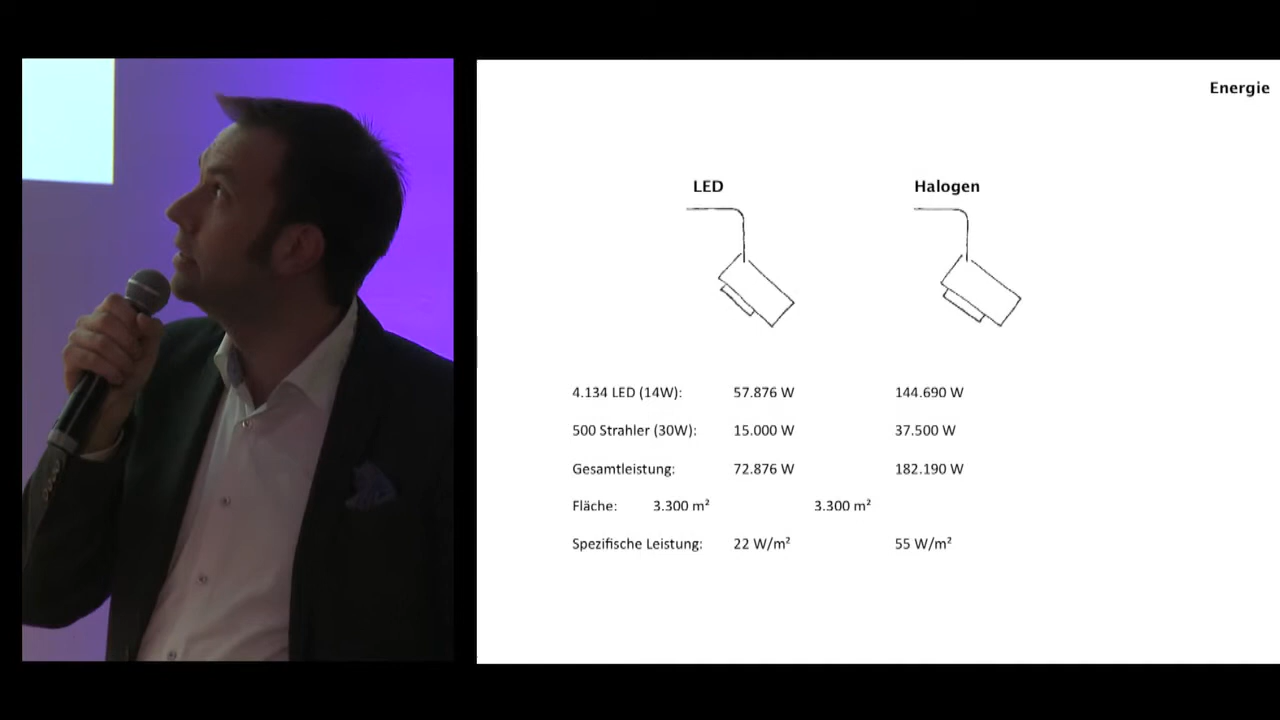 Energie
LED Halogen
4.134 LED (14W): 57.876 W 144.690 W
500 Strahler (30W): 15.000 W 37.500 W
Gesamtleistung: 72.876 W 182.190 W
Fläche: 3.300 m² 3.300 m²
Spezifische Leistung: 22 W/m² 55 W/m²